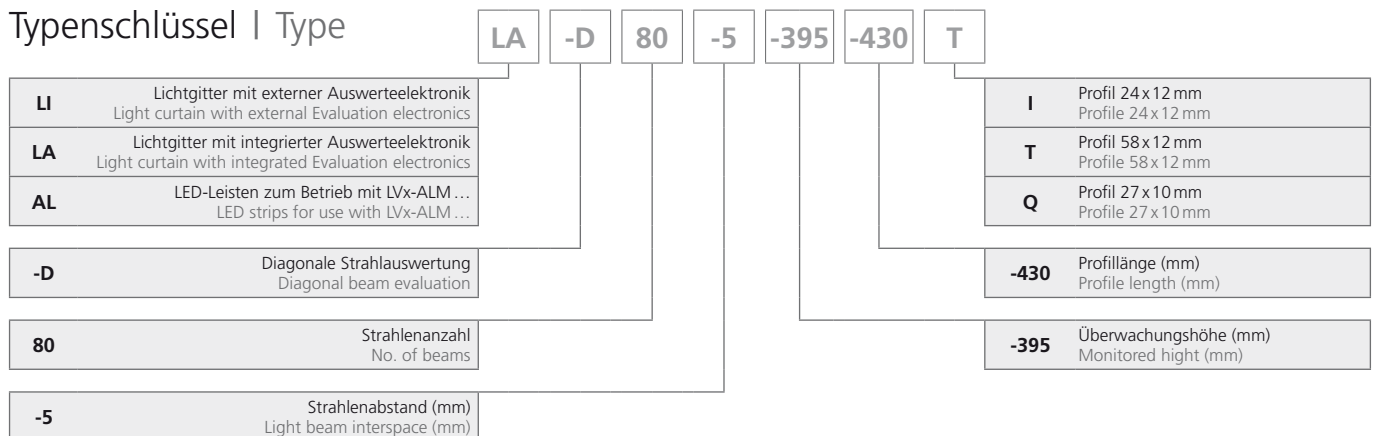 Typenschlüssel | Type
LA -D 80 -5 -395 -430 T
LI
Lichtgitter mit externer Auswerteelektronik
Light curtain with external Evaluation electronics
LA
Lichtgitter mit integrierter Auswerteelektronik
Light curtain with integrated Evaluation electronics
AL
LED-Leisten zum Betrieb mit LVx-ALM ...
LED strips for use with LVx-ALM ...
-D
Diagonale Strahlauswertung
Diagonal beam evaluation
80
Strahlenanzahl
No. of beams
-5
Strahlenabstand (mm)
Light beam interspace (mm)
I
Profil 24 x 12 mm
Profile 24 x 12 mm
T
Profil 58 x 12 mm
Profile 58 x 12 mm
Q
Profil 27 x 10 mm
Profile 27 x 10 mm
-430
Profillänge (mm)
Profile length (mm)
-395
Überwachungshöhe (mm)
Monitored hight (mm)